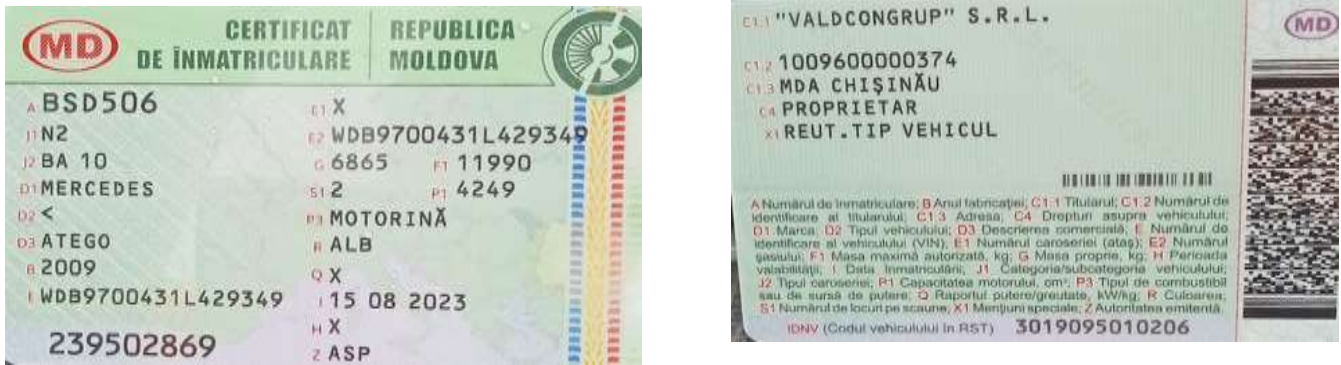 MD
CERTIFICAT DE ÎNMATRICULARE
REPUBLICA MOLDOVA
A BSD506
J1 N2
J2 BA 10
D1 MERCEDES
D2 <
D3 ATEGO
B 2009
E WDB9700431L429349
239502869
E1 X
E2 WDB9700431L429349
G 6865 F1 11990
S1 2 P1 4249
P3 MOTORINĂ
R ALB
Q X
I 15 08 2023
H X
Z ASP
C1.1 "VALDCONGRUP" S.R.L.
MD
C1.2 1009600000374
C1.3 MDA CHIŞINĂU
C4 PROPRIETAR
X1 REUT.TIP VEHICUL
A Numărul de înmatriculare; B Anul fabricaţiei; C1.1 Titularul; C1.2 Numărul de
identificare al titularului; C1.3 Adresa; C4 Drepturi asupra vehiculului;
D1 Marca; D2 Tipul vehiculului; D3 Descrierea comercială; E Numărul de
identificare al vehiculului (VIN); E1 Numărul caroseriei (ataş); E2 Numărul
şasiului; F1 Masa maximă autorizată, kg; G Masa proprie, kg; H Perioada
valabilităţii; I Data înmatriculării; J1 Categoria/subcategoria vehiculului;
J2 Tipul caroseriei; P1 Capacitatea motorului, cm³; P3 Tipul de combustibil
sau de sursă de putere; Q Raportul putere/greutate, kW/kg; R Culoarea;
S1 Numărul de locuri pe scaune; X1 Menţiuni speciale; Z Autoritatea emitentă.
IDNV (Codul vehiculului în RST) 3019095010206